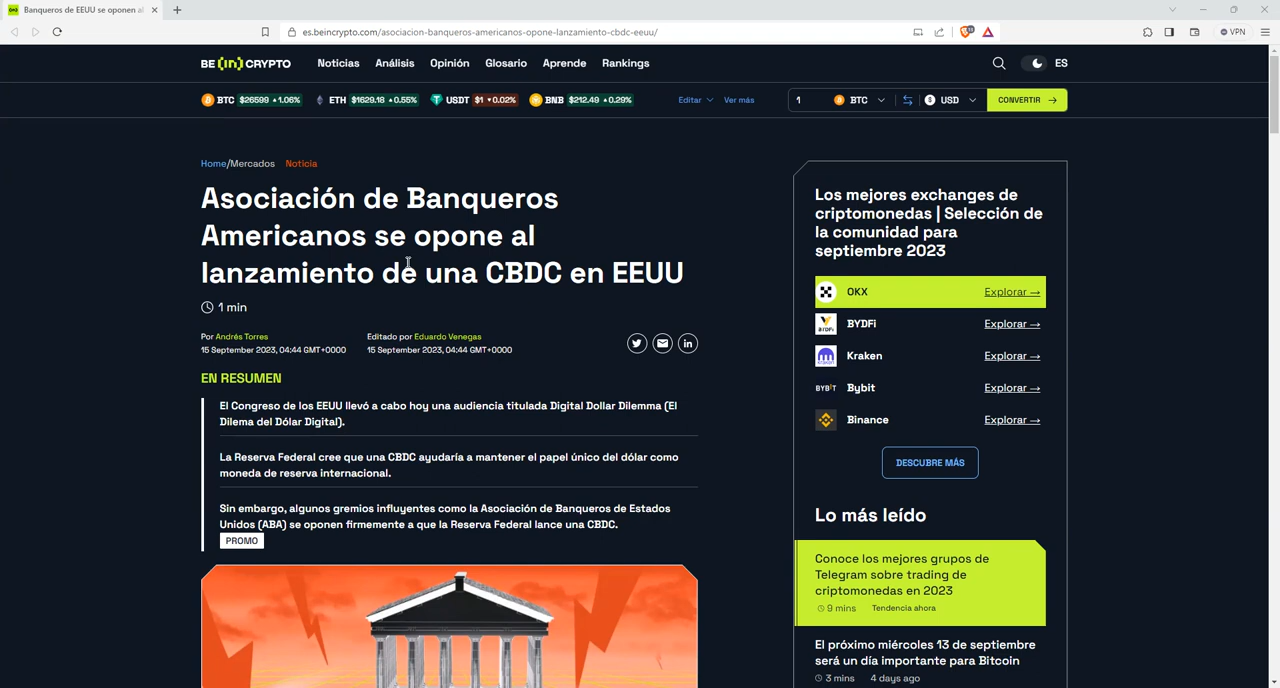 Banqueros de EEUU se oponen al
es.beincrypto.com/asociacion-banqueros-americanos-opone-lanzamiento-cbdc-eeuu/
VPN
BE [IN] CRYPTO
Noticias
Análisis
Opinión
Glosario
Aprende
Rankings
ES
BTC $26599 ▲1.06%
ETH $1629.18 ▲0.55%
USDT $1 ▼0.02%
BNB $212.49 ▲0.29%
Editar
Ver más
1
BTC
USD
CONVERTIR →
Home/Mercados
Noticia
Asociación de Banqueros
Americanos se opone al
lanzamiento de una CBDC en EEUU
1 min
Por Andrés Torres
15 September 2023, 04:44 GMT+0000
Editado por Eduardo Venegas
15 September 2023, 04:44 GMT+0000
EN RESUMEN
El Congreso de los EEUU llevó a cabo hoy una audiencia titulada Digital Dollar Dilemma (El
Dilema del Dólar Digital).
La Reserva Federal cree que una CBDC ayudaría a mantener el papel único del dólar como
moneda de reserva internacional.
Sin embargo, algunos gremios influyentes como la Asociación de Banqueros de Estados
Unidos (ABA) se oponen firmemente a que la Reserva Federal lance una CBDC.
PROMO
Los mejores exchanges de
criptomonedas | Selección de
la comunidad para
septiembre 2023
OKX
Explorar →
BYDFi
Explorar →
Kraken
Explorar →
BYBIT
Bybit
Explorar →
Binance
Explorar →
DESCUBRE MÁS
Lo más leído
Conoce los mejores grupos de
Telegram sobre trading de
criptomonedas en 2023
9 mins
Tendencia ahora
El próximo miércoles 13 de septiembre
será un día importante para Bitcoin
3 mins
4 days ago